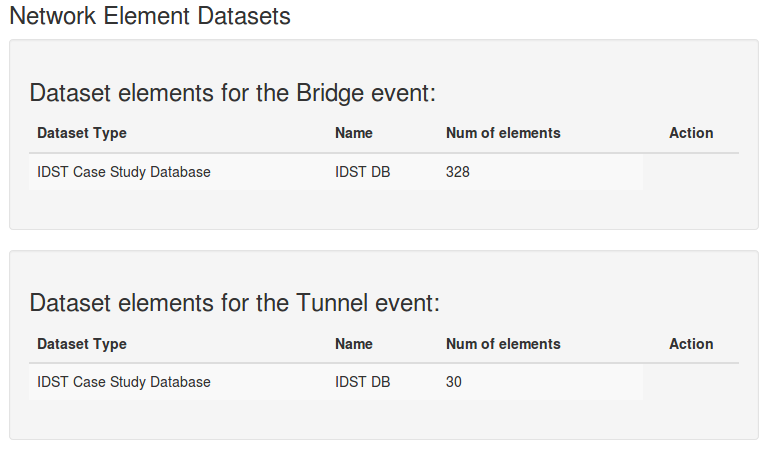 Network Element Datasets
Dataset elements for the Bridge event:
Dataset Type Name Num of elements Action
IDST Case Study Database IDST DB 328
Dataset elements for the Tunnel event:
Dataset Type Name Num of elements Action
IDST Case Study Database IDST DB 30